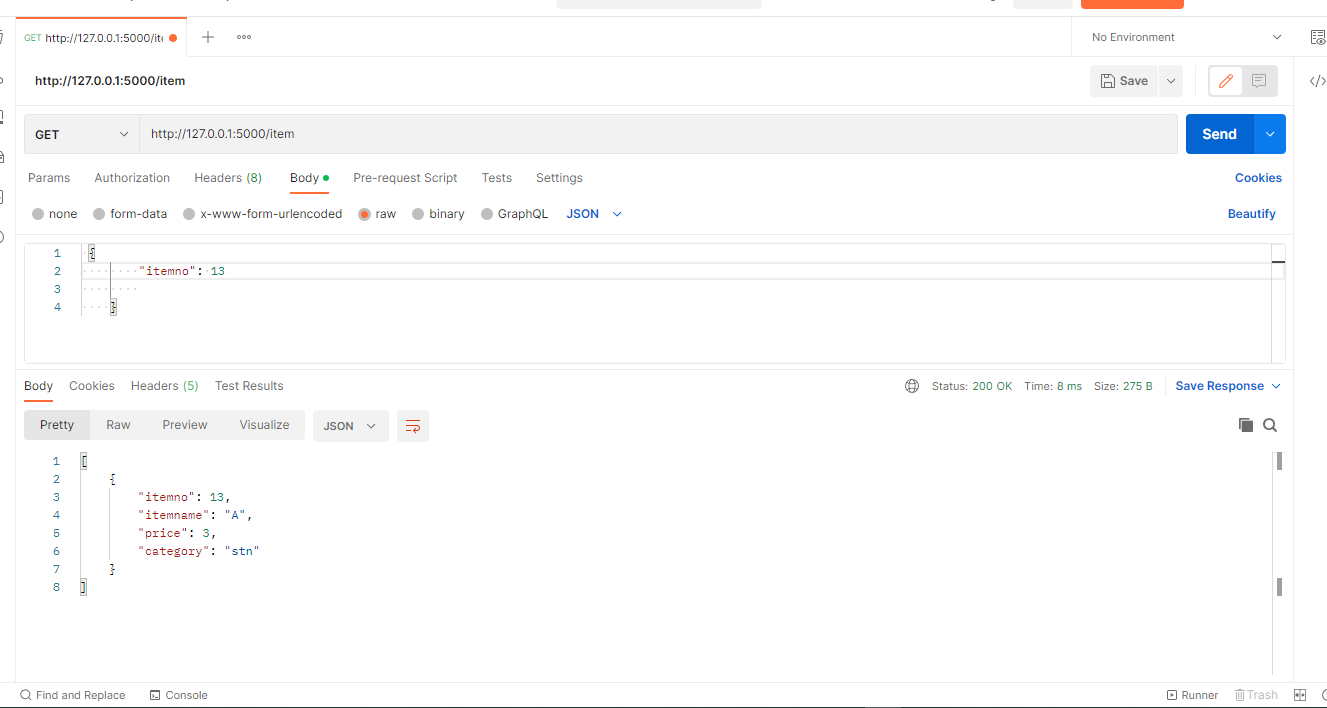 GET http://127.0.0.1:5000/ite
No Environment
http://127.0.0.1:5000/item
Save
GET http://127.0.0.1:5000/item Send
Params Authorization Headers (8) Body Pre-request Script Tests Settings Cookies
none form-data x-www-form-urlencoded raw binary GraphQL JSON Beautify
1 {
2 "itemno": 13
3
4 }
Body Cookies Headers (5) Test Results Status: 200 OK Time: 8 ms Size: 275 B Save Response
Pretty Raw Preview Visualize JSON
1 [
2 {
3 "itemno": 13,
4 "itemname": "A",
5 "price": 3,
6 "category": "stn"
7 }
8 ]
Find and Replace Console Runner Trash